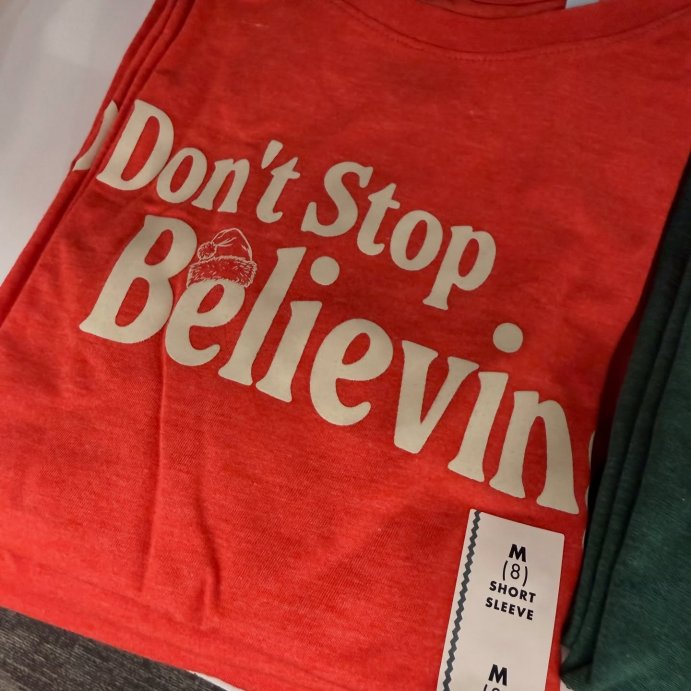 Don't Stop
Believin
M
(8)
SHORT
SLEEVE
M